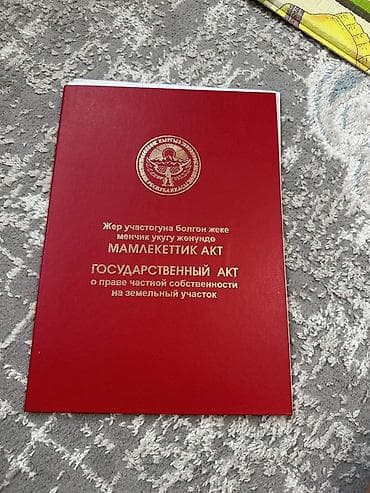 Жер участогуна болгон жеке
менчик укугу жөнүндө
МАМЛЕКЕТТИК АКТ
ГОСУДАРСТВЕННЫЙ АКТ
о праве частной собственности
на земельный участок